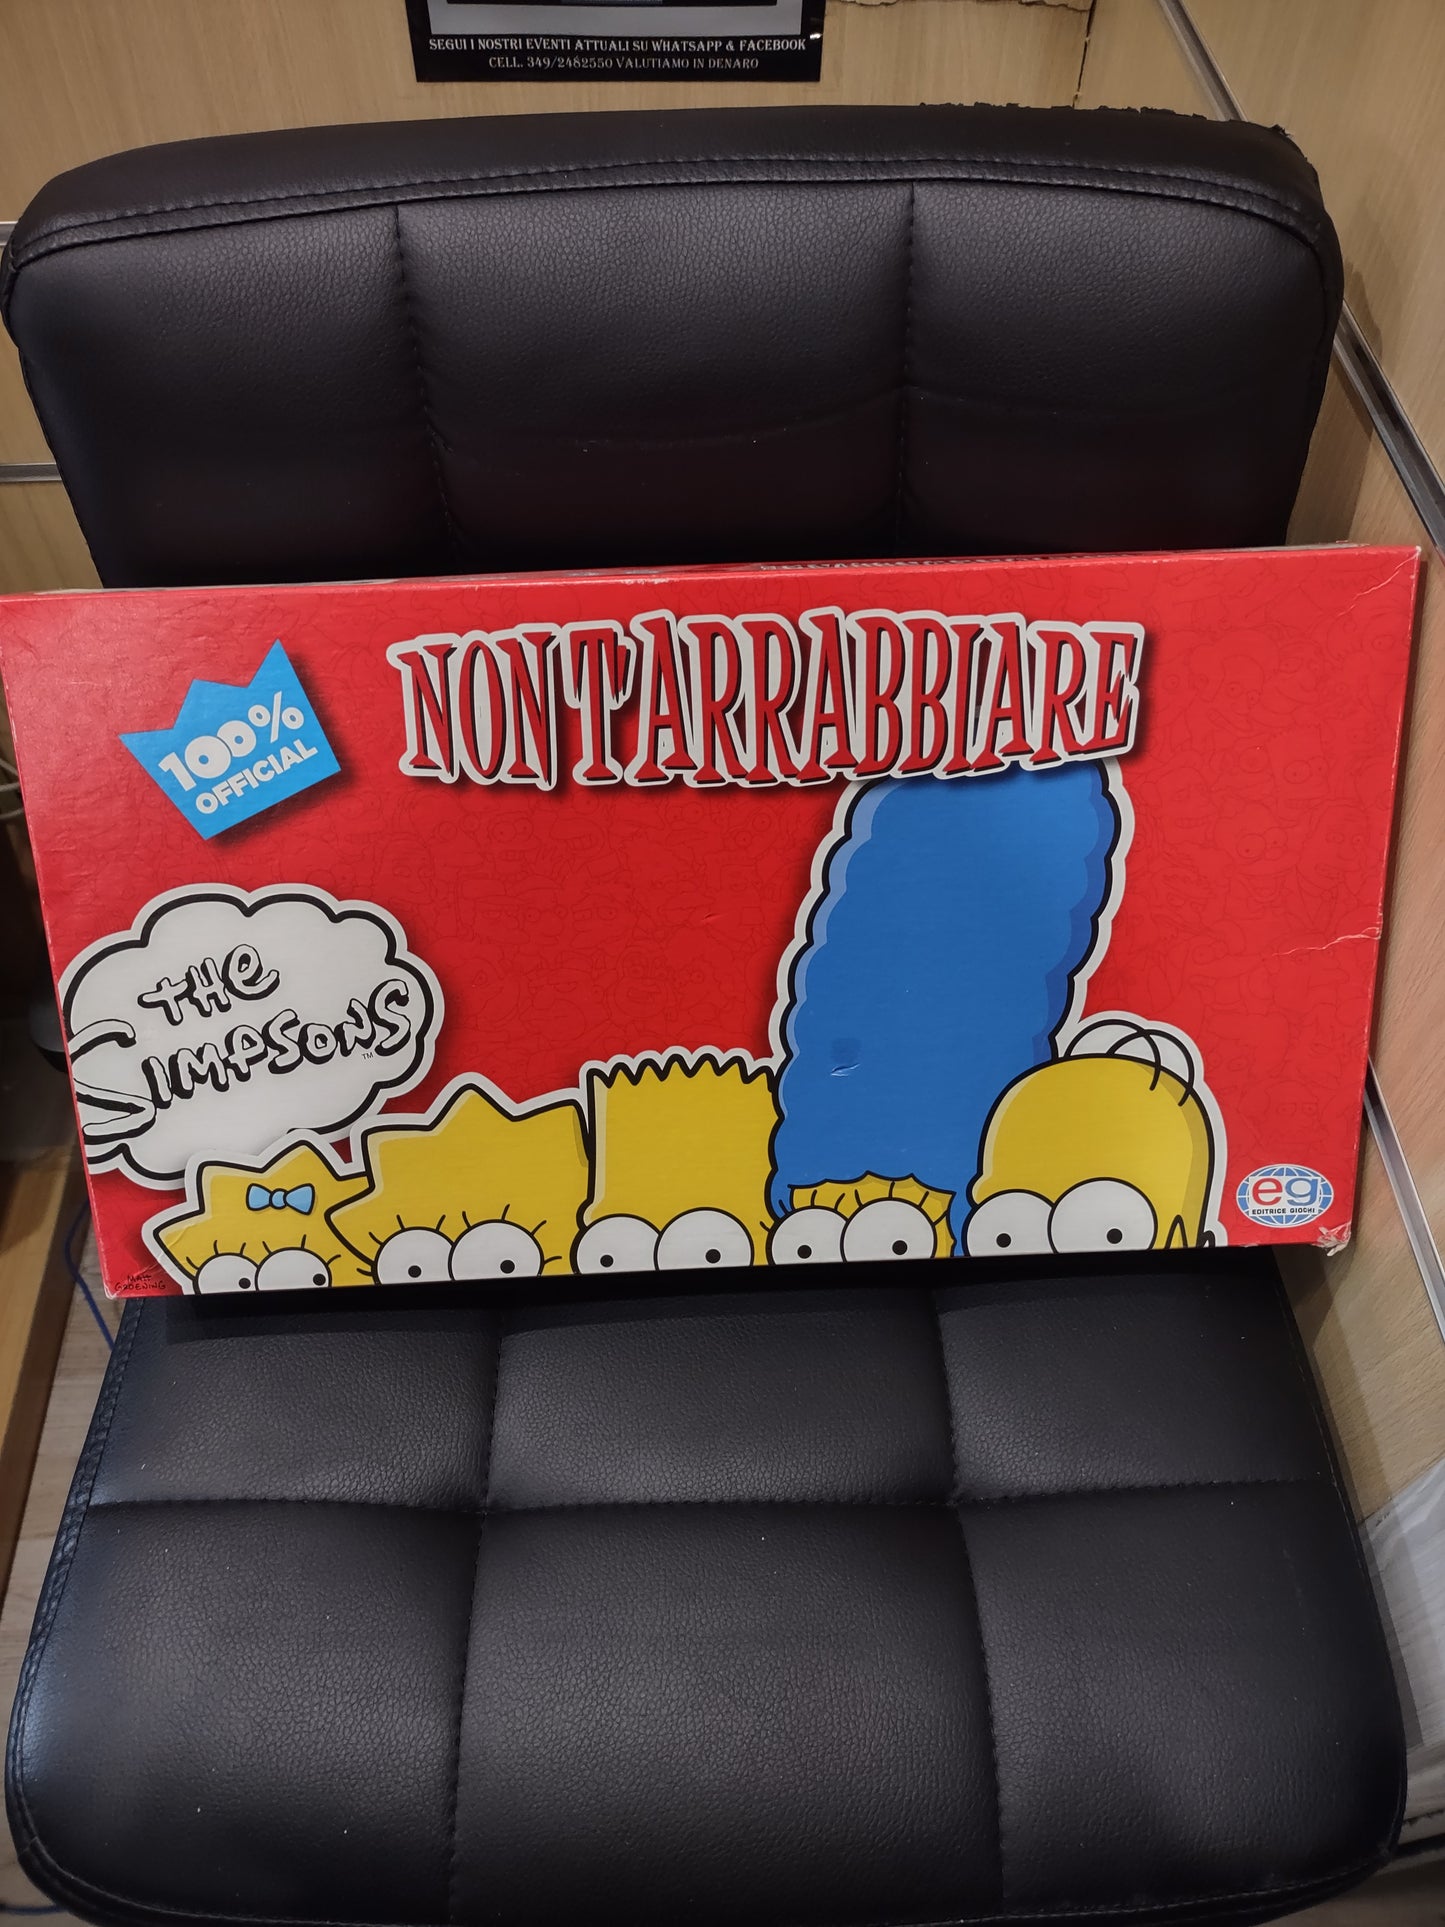 SEGUI I NOSTRI EVENTI ATTUALI SU WHATSAPP & FACEBOOK
CELL. 349/2482550 VALUTIAMO IN DENARO
NON T'ARRABBIARE
100%
OFFICIAL
THE
SIMPSONS
TM
MATT
GROENING
eg
EDITRICE GIOCHI